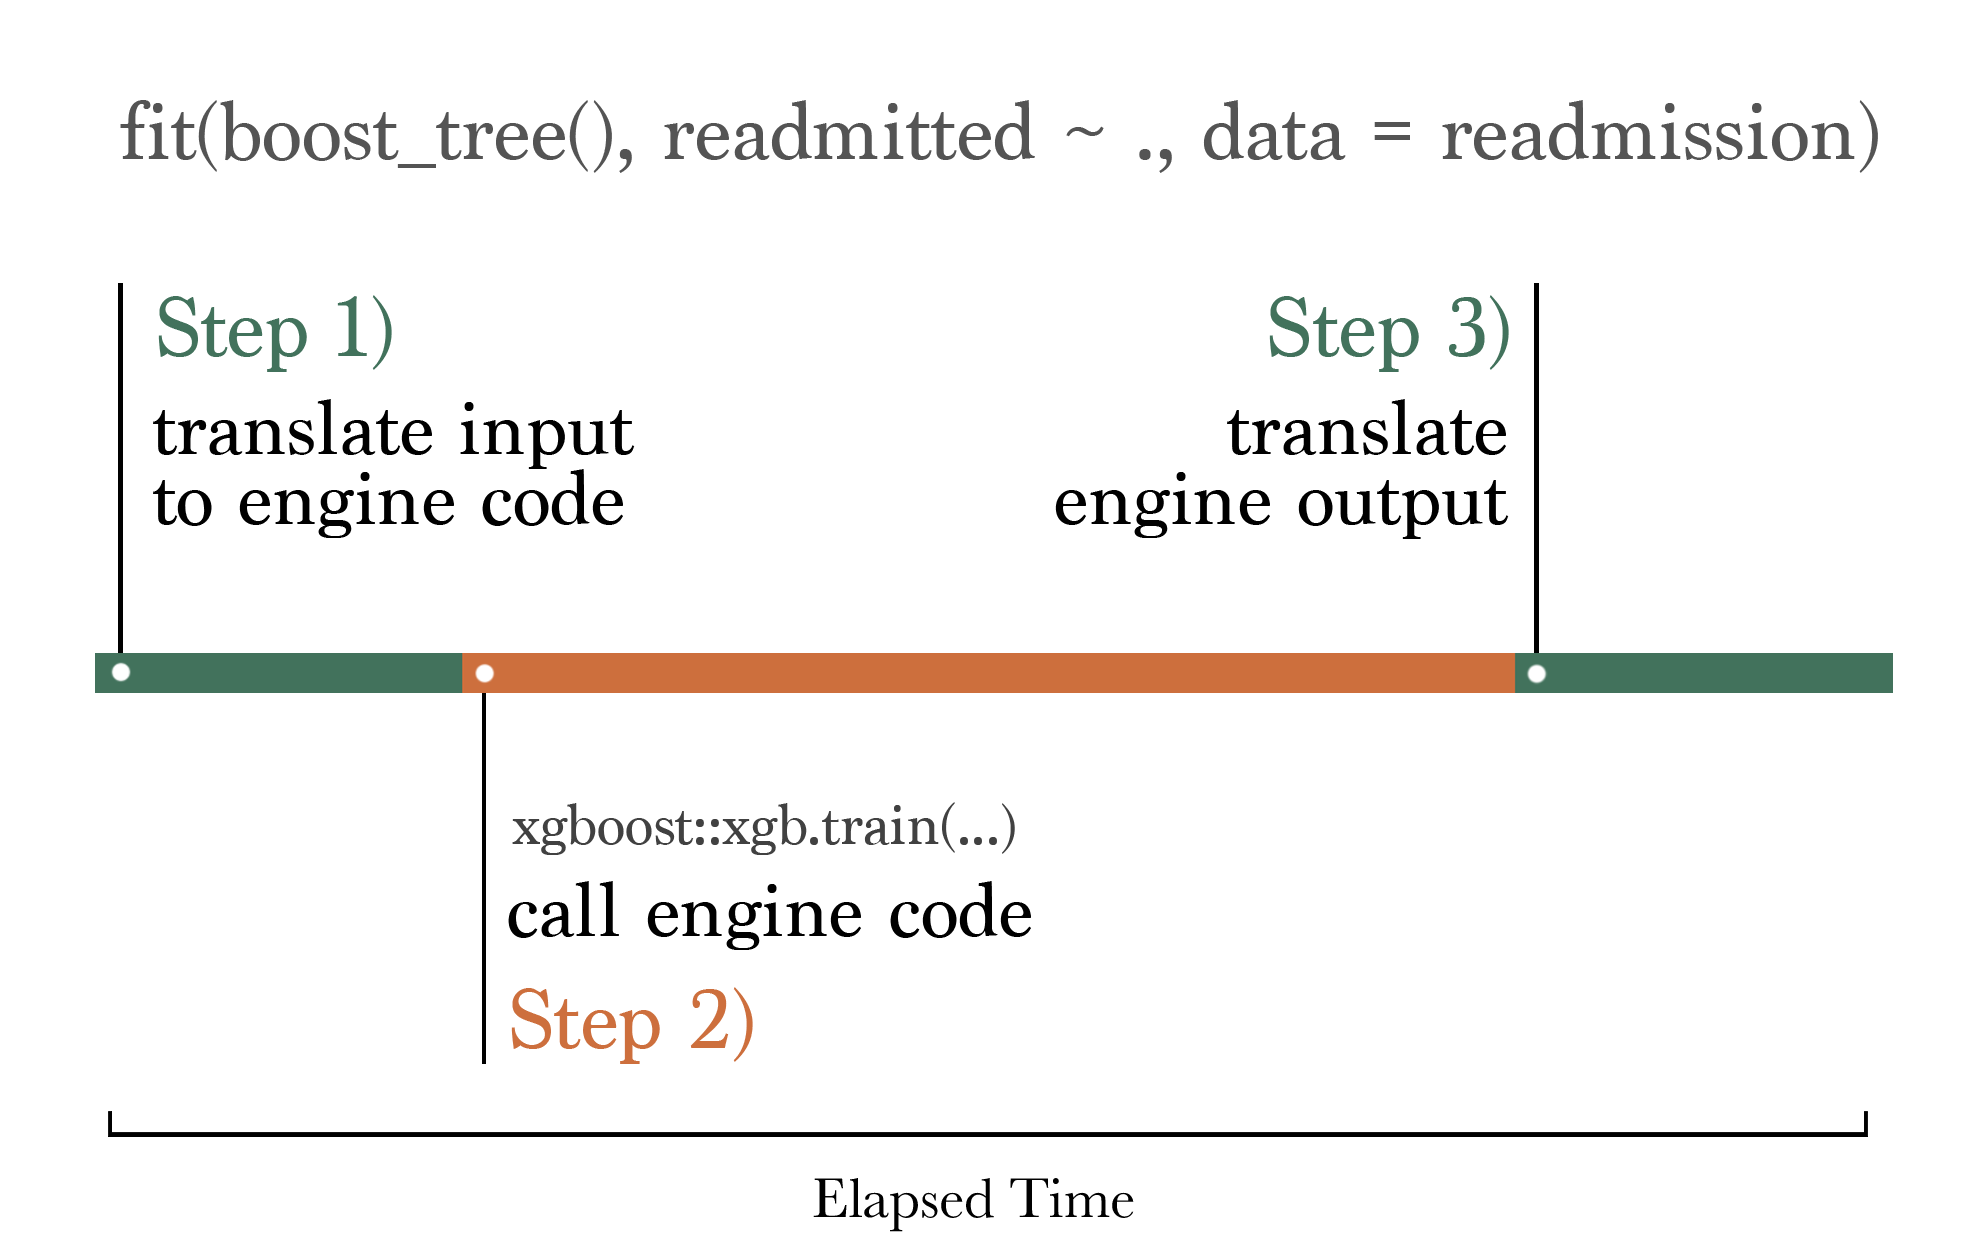 fit(boost_tree(), readmitted ~ ., data = readmission)
Step 1)
translate input
to engine code
Step 3)
translate
engine output
xgboost::xgb.train(...)
call engine code
Step 2)
Elapsed Time